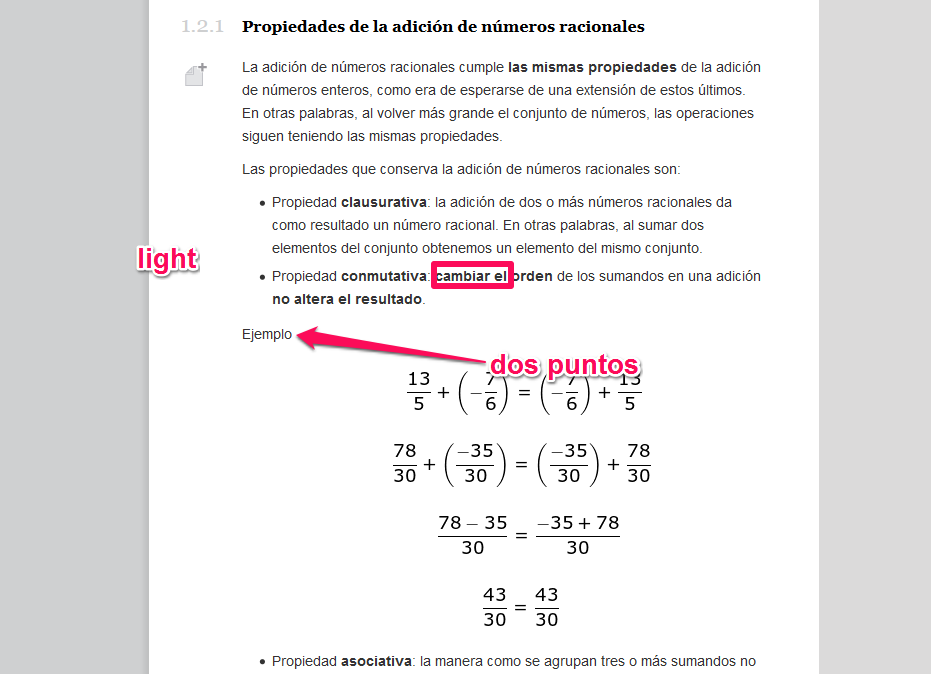 1.2.1 Propiedades de la adición de números racionales
La adición de números racionales cumple las mismas propiedades de la adición
de números enteros, como era de esperarse de una extensión de estos últimos.
En otras palabras, al volver más grande el conjunto de números, las operaciones
siguen teniendo las mismas propiedades.
Las propiedades que conserva la adición de números racionales son:
• Propiedad clausurativa: la adición de dos o más números racionales da
como resultado un número racional. En otras palabras, al sumar dos
elementos del conjunto obtenemos un elemento del mismo conjunto.
light
• Propiedad conmutativa: cambiar el orden de los sumandos en una adición
no altera el resultado.
Ejemplo
dos puntos
13/5 + (−7/6) = (−7/6) + 13/5
78/30 + (−35/30) = (−35/30) + 78/30
78 − 35/30 = −35 + 78/30
43/30 = 43/30
• Propiedad asociativa: la manera como se agrupan tres o más sumandos no